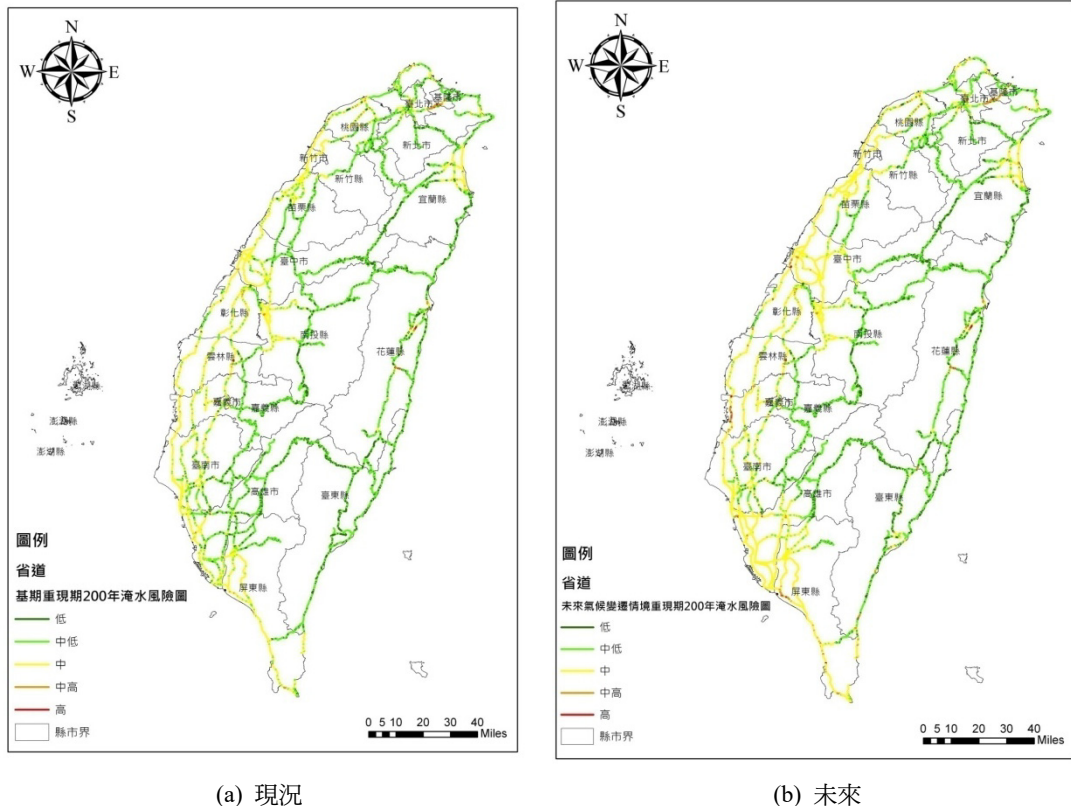 N
W E
S
基隆市
臺北市
桃園縣
新北市
新竹市
新竹縣
宜蘭縣
苗栗縣
臺中市
彰化縣
南投縣
花蓮縣
雲林縣
嘉義市
嘉義縣
澎湖縣
澎湖縣
臺南市
高雄市
臺東縣
屏東縣
圖例
省道
基期重現期200年淹水風險圖
低
中低
中
中高
高
縣市界
0 5 10 20 30 40
Miles
(a) 現況
N
W E
S
基隆市
臺北市
桃園縣
新北市
新竹市
新竹縣
宜蘭縣
苗栗縣
臺中市
彰化縣
南投縣
花蓮縣
雲林縣
嘉義市
嘉義縣
澎湖縣
澎湖縣
臺南市
高雄市
臺東縣
屏東縣
圖例
省道
未來氣候變遷情境重現期200年淹水風險圖
低
中低
中
中高
高
縣市界
0 5 10 20 30 40
Miles
(b) 未來